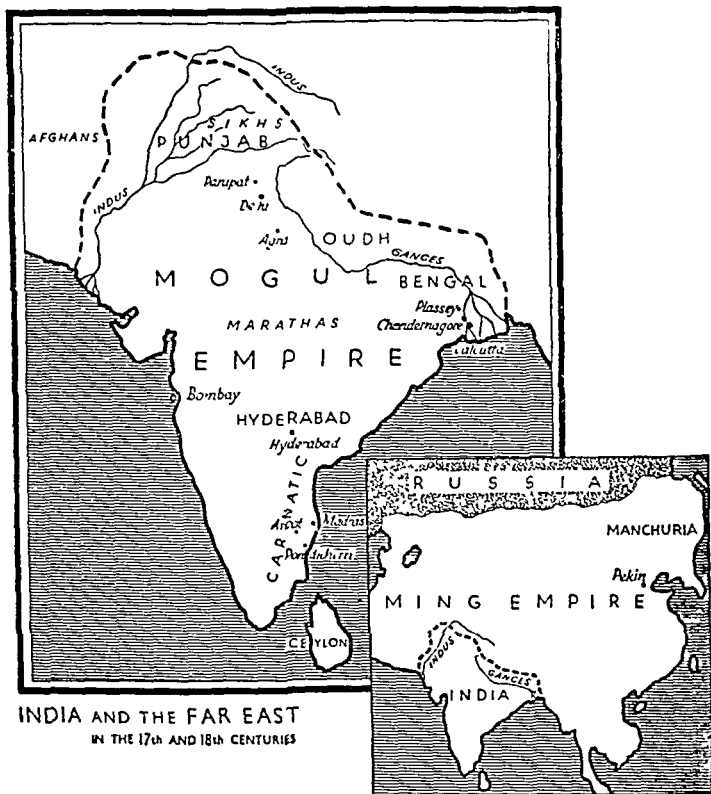 INDUS
AFGHANS
SIKHS
PUNJAB
INDUS
Panipat
Delhi
Agra
OUDH
GANGES
MOGUL
BENGAL
Plassey
MARATHAS
Chandernagore
Calcutta
EMPIRE
Bombay
HYDERABAD
Hyderabad
CARNATIC
Arcot
Madras
Pondicherri
CEYLON
RUSSIA
MANCHURIA
Pekin
MING EMPIRE
INDUS
GANGES
INDIA
INDIA AND THE FAR EAST
IN THE 17th AND 18th CENTURIES